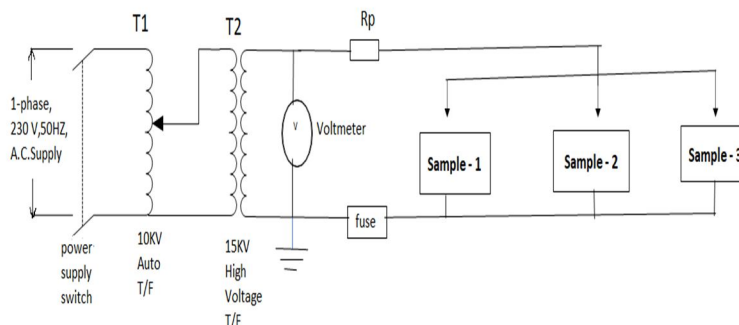 T1
T2
Rp
1-phase,
230 V,50HZ,
A.C.Supply
V
Voltmeter
Sample - 1
Sample - 2
Sample - 3
fuse
power
supply
switch
10KV
Auto
T/F
15KV
High
Voltage
T/F